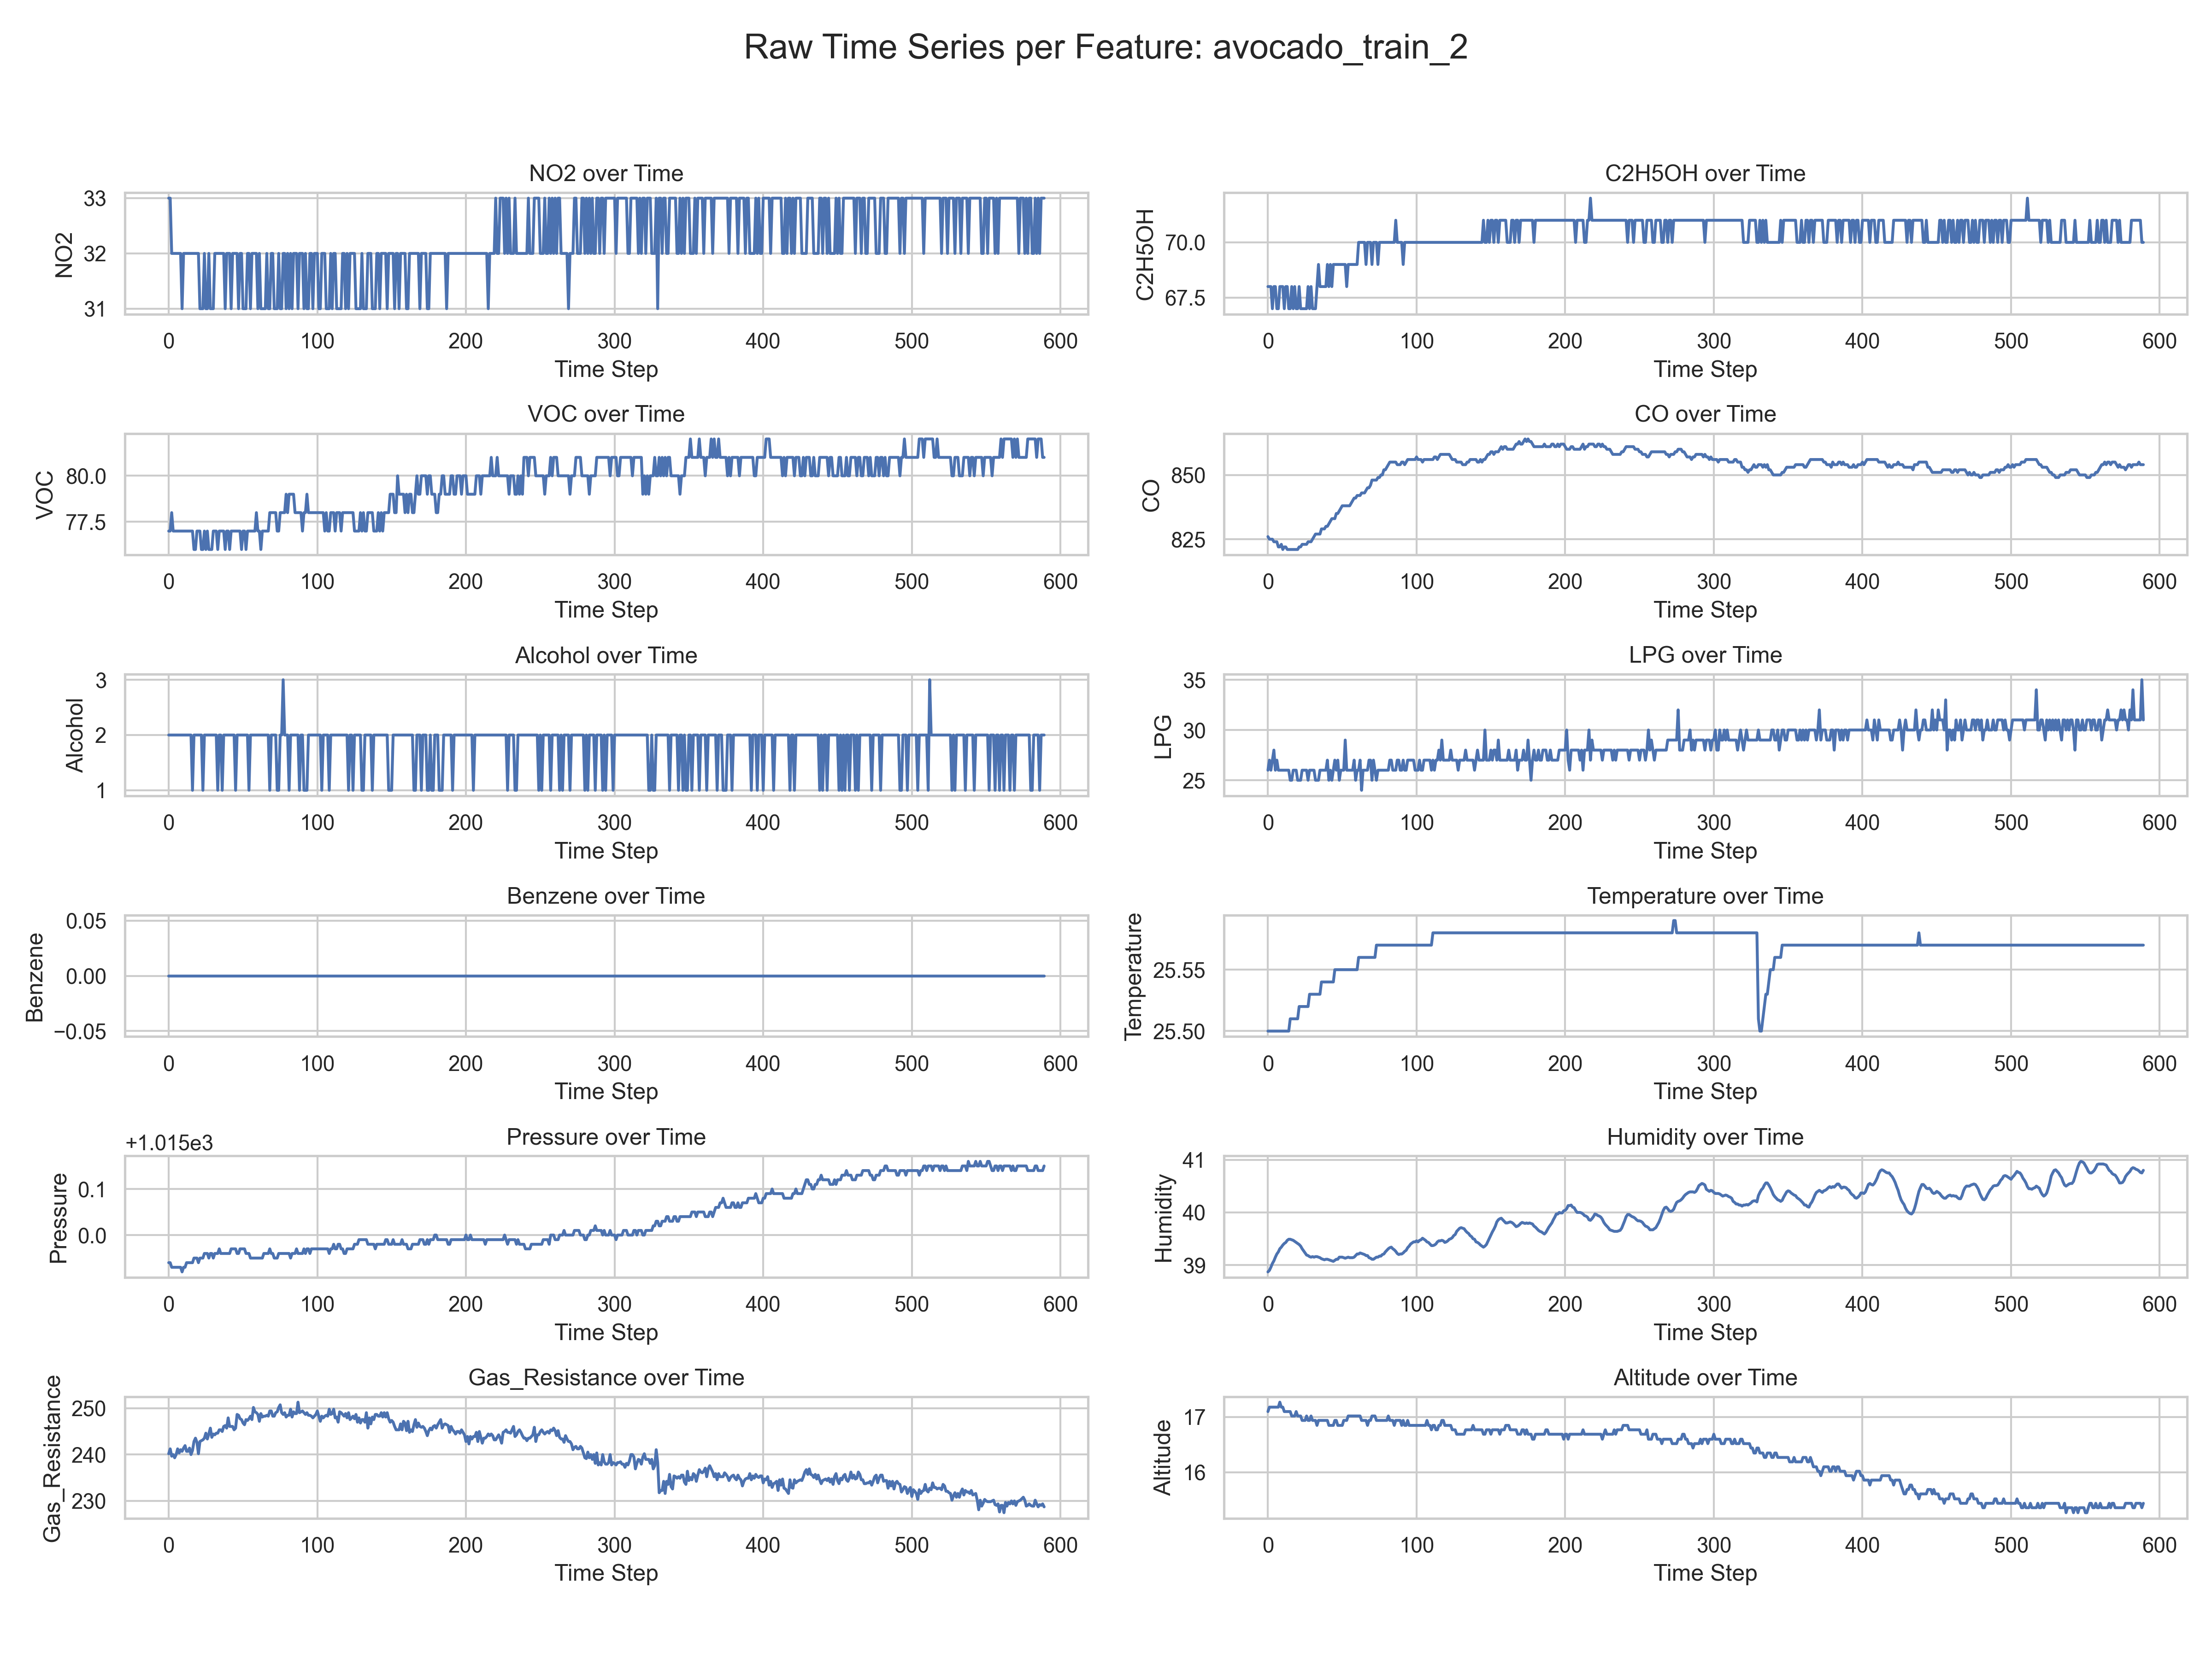 Raw Time Series per Feature: avocado_train_2
NO2 over Time
NO2
33
32
31
0 100 200 300 400 500 600
Time Step
C2H5OH over Time
C2H5OH
70.0
67.5
0 100 200 300 400 500 600
Time Step
VOC over Time
VOC
80.0
77.5
0 100 200 300 400 500 600
Time Step
CO over Time
CO
850
825
0 100 200 300 400 500 600
Time Step
Alcohol over Time
Alcohol
3
2
1
0 100 200 300 400 500 600
Time Step
LPG over Time
LPG
35
30
25
0 100 200 300 400 500 600
Time Step
Benzene over Time
Benzene
0.05
0.00
−0.05
0 100 200 300 400 500 600
Time Step
Temperature over Time
Temperature
25.55
25.50
0 100 200 300 400 500 600
Time Step
+1.015e3
Pressure over Time
Pressure
0.1
0.0
0 100 200 300 400 500 600
Time Step
Humidity over Time
Humidity
41
40
39
0 100 200 300 400 500 600
Time Step
Gas_Resistance over Time
Gas_Resistance
250
240
230
0 100 200 300 400 500 600
Time Step
Altitude over Time
Altitude
17
16
0 100 200 300 400 500 600
Time Step